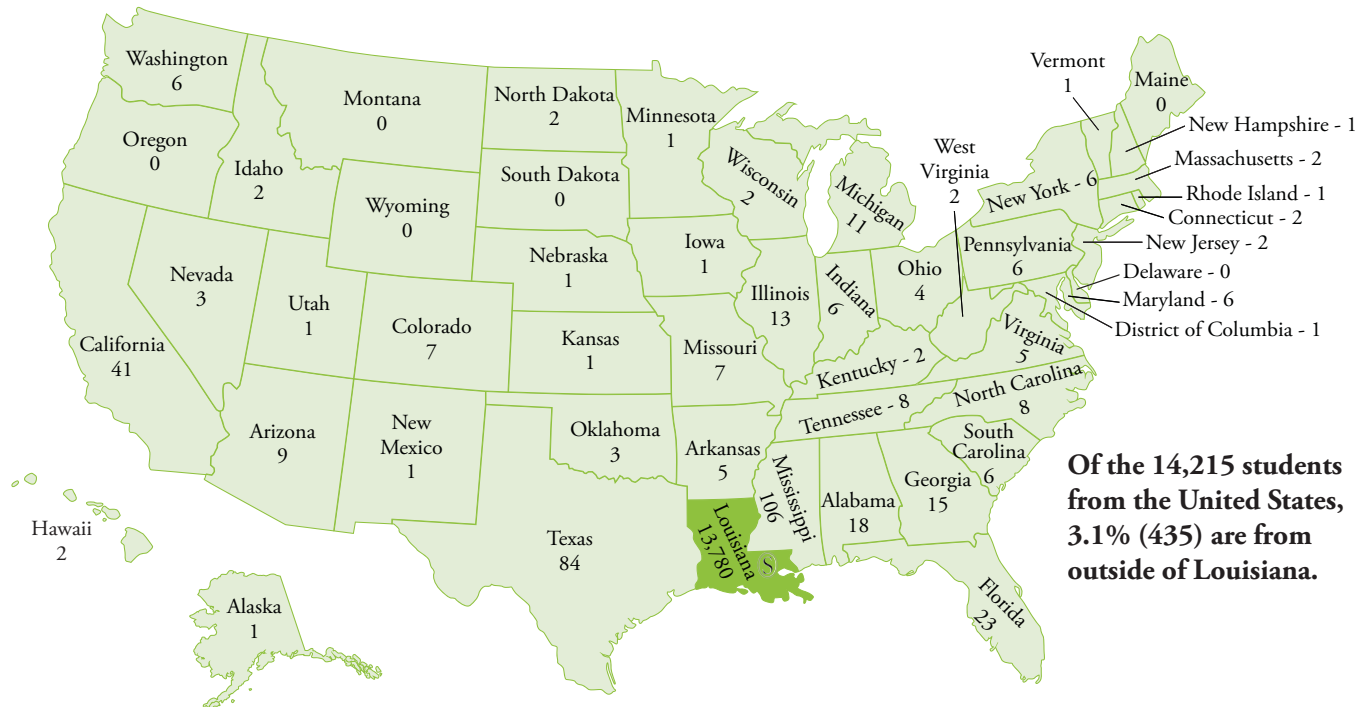 Washington
6
Oregon
0
Idaho
2
Montana
0
Wyoming
0
North Dakota
2
South Dakota
0
Nebraska
1
Kansas
1
Minnesota
1
Iowa
1
Missouri
7
Wisconsin
2
Michigan
11
Illinois
13
Indiana
6
Ohio
4
West
Virginia
2
Vermont
1
Maine
0
New Hampshire - 1
Massachusetts - 2
New York - 6
Rhode Island - 1
Connecticut - 2
New Jersey - 2
Pennsylvania
6
Delaware - 0
Maryland - 6
District of Columbia - 1
Virginia
5
Kentucky - 2
North Carolina
8
Tennessee - 8
South
Carolina
6
Georgia
15
Alabama
18
Mississippi
106
Florida
23
Nevada
3
Utah
1
Colorado
7
California
41
Arizona
9
New
Mexico
1
Oklahoma
3
Arkansas
5
Texas
84
Louisiana
13,780
S
Hawaii
2
Alaska
1
Of the 14,215 students
from the United States,
3.1% (435) are from
outside of Louisiana.